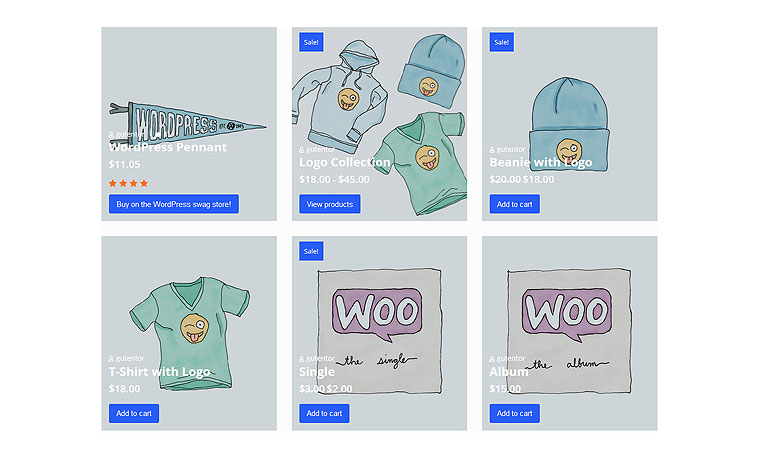 WORDPRESS EST. 2003
gutentor
WordPress Pennant
$11.05
Buy on the WordPress swag store!
Sale!
gutentor
Logo Collection
$18.00 - $45.00
View products
Sale!
gutentor
Beanie with Logo
$20.00 $18.00
Add to cart
gutentor
T-Shirt with Logo
$18.00
Add to cart
Sale!
WOO
the single
gutentor
Single
$3.00 $2.00
Add to cart
WOO
the album
gutentor
Album
$15.00
Add to cart